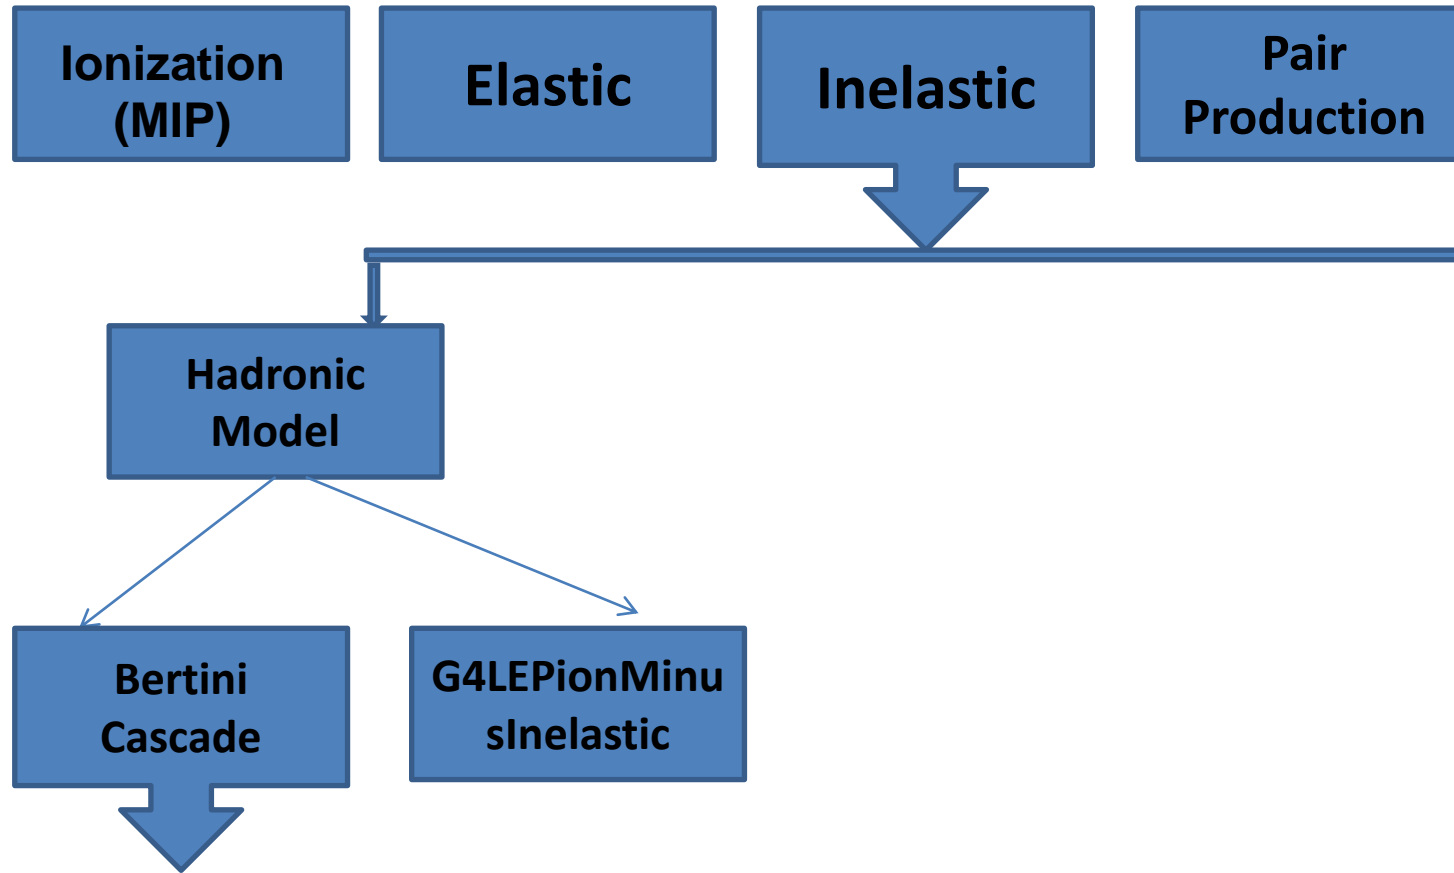 Ionization
(MIP)
Elastic
Inelastic
Pair
Production
Hadronic
Model
Bertini
Cascade
G4LEPionMinu
sInelastic